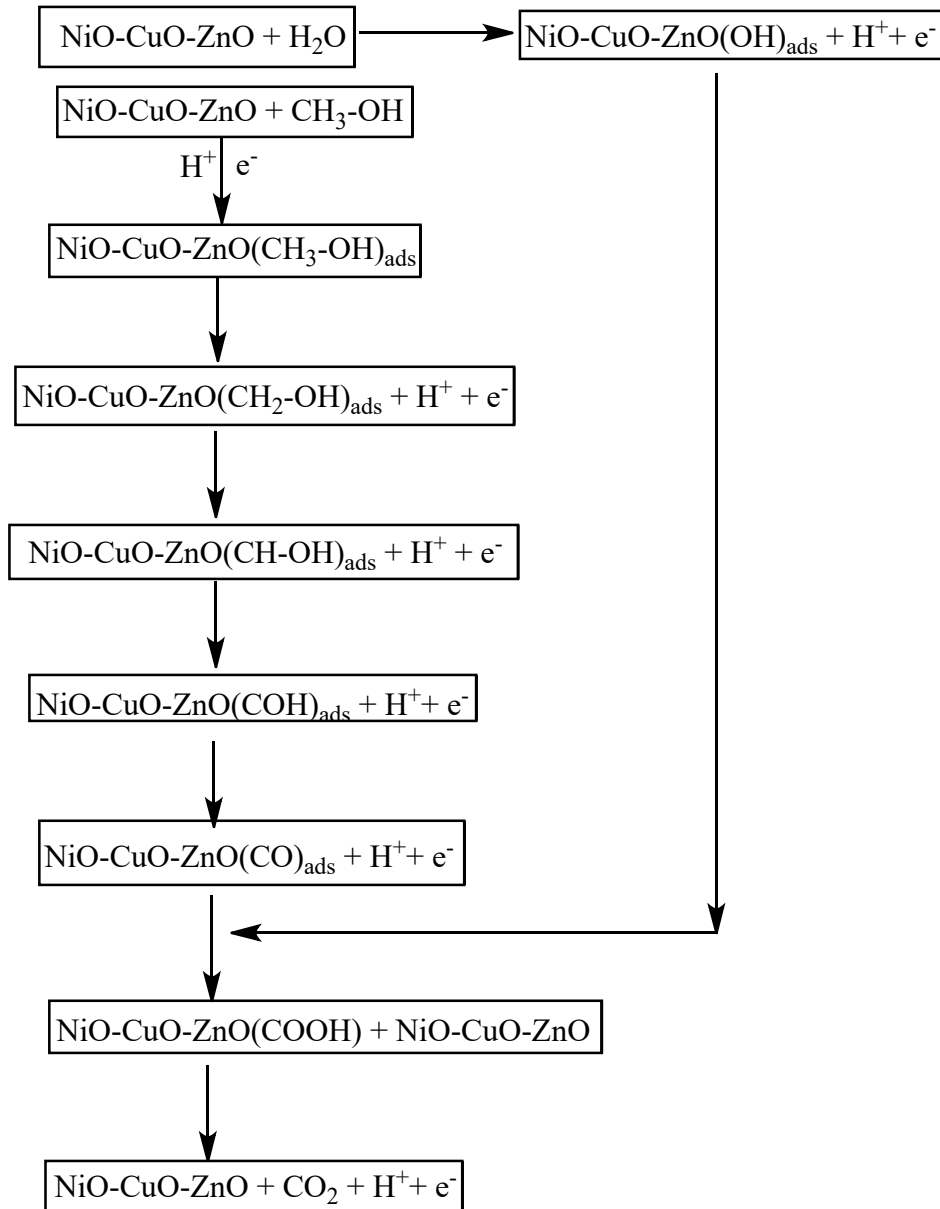 NiO-CuO-ZnO + H₂O
NiO-CuO-ZnO(OH)ads + H⁺+ e⁻
NiO-CuO-ZnO + CH₃-OH
H⁺ e⁻
NiO-CuO-ZnO(CH₃-OH)ads
NiO-CuO-ZnO(CH₂-OH)ads + H⁺ + e⁻
NiO-CuO-ZnO(CH-OH)ads + H⁺ + e⁻
NiO-CuO-ZnO(COH)ads + H⁺+ e⁻
NiO-CuO-ZnO(CO)ads + H⁺+ e⁻
NiO-CuO-ZnO(COOH) + NiO-CuO-ZnO
NiO-CuO-ZnO + CO₂ + H⁺+ e⁻